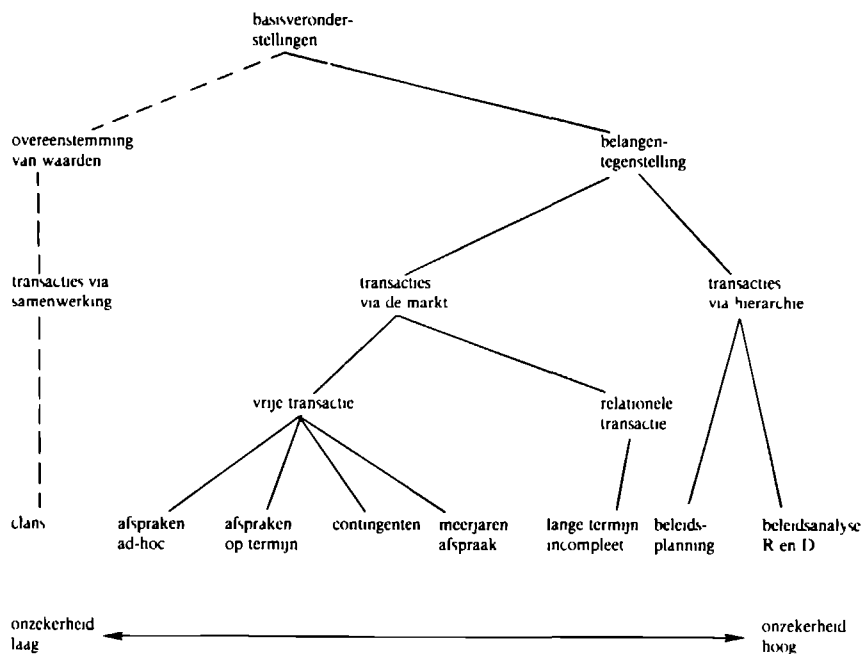 basisveronder-
stellingen
overeenstemming
van waarden
belangen-
tegenstelling
transacties via
samenwerking
transacties
via de markt
transacties
via hierarchie
vrije transactie
relationele
transactie
clans
afspraken
ad-hoc
afspraken
op termijn
contingenten
meerjaren
afspraak
lange termijn
incompleet
beleids-
planning
beleidsanalyse
R en D
onzekerheid
laag
onzekerheid
hoog